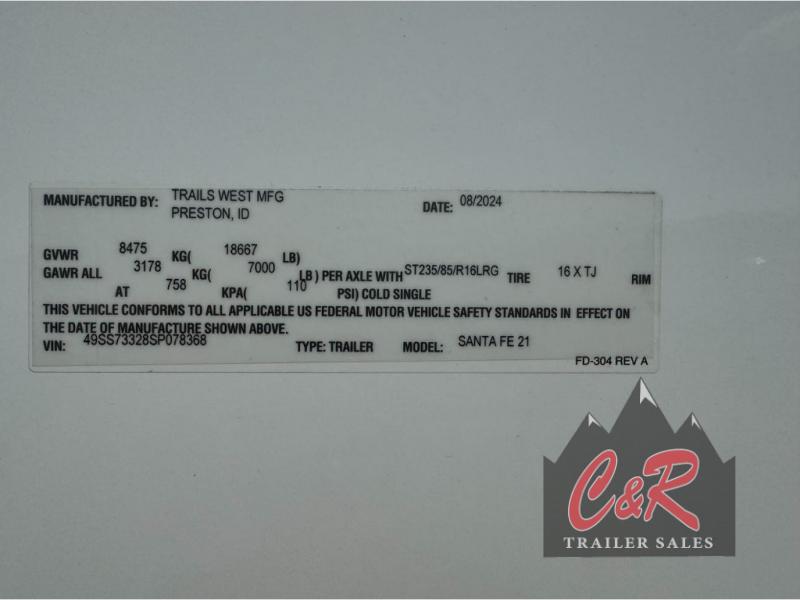 MANUFACTURED BY: TRAILS WEST MFG
PRESTON, ID
DATE: 08/2024
GVWR 8475 KG( 18667 LB)
GAWR ALL 3178 KG( 7000 LB ) PER AXLE WITH ST235/85/R16LRG TIRE 16 X TJ RIM
AT 758 KPA( 110 PSI) COLD SINGLE
THIS VEHICLE CONFORMS TO ALL APPLICABLE US FEDERAL MOTOR VEHICLE SAFETY STANDARDS IN EFFECT ON
THE DATE OF MANUFACTURE SHOWN ABOVE.
VIN: 49SS73328SP078368 TYPE: TRAILER MODEL: SANTA FE 21
FD-304 REV A
C&R
TRAILER SALES